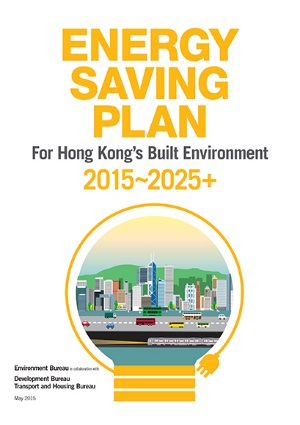 ENERGY
SAVING
PLAN
For Hong Kong's Built Environment
2015~2025+
Environment Bureau in collaboration with
Development Bureau
Transport and Housing Bureau
May 2015